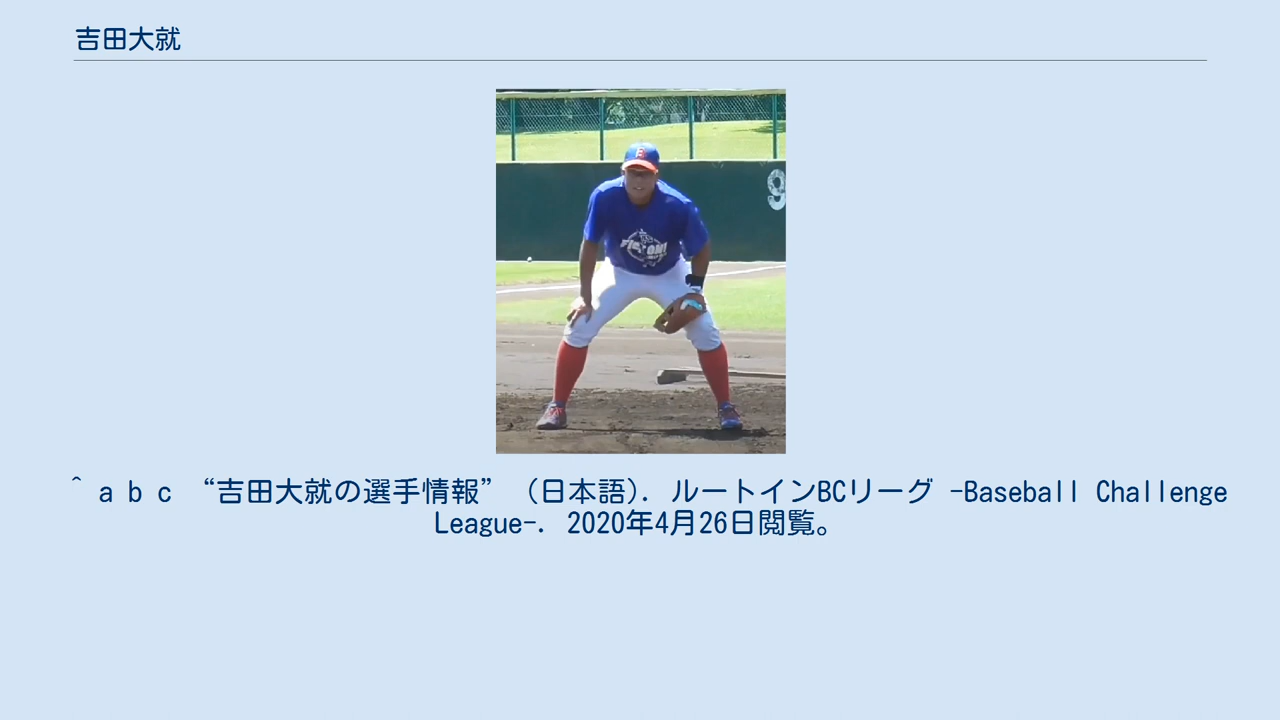 吉田大就
9
^ a b c “吉田大就の選手情報” (日本語). ルートインBCリーグ -Baseball Challenge
League-. 2020年4月26日閲覧。